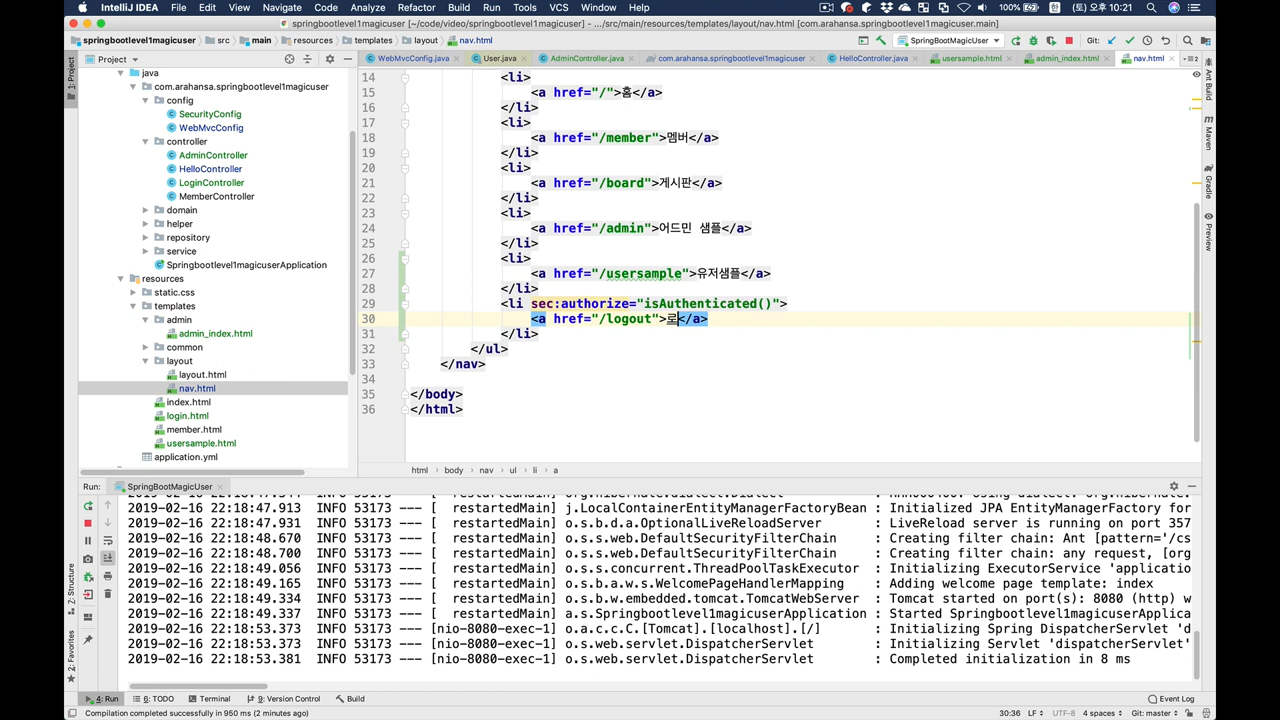 IntelliJ IDEA File Edit View Navigate Code Analyze Refactor Build Run Tools VCS Window Help 100% 토 오후 10:21
springbootlevel1magicuser [~/code/video/springbootlevel1magicuser] - .../src/main/resources/templates/layout/nav.html [com.arahansa.springbootlevel1magicuser.main]
springbootlevel1magicuser src main resources templates layout nav.html SpringBootMagicUser Git:
Project WebMvcConfig.java User.java AdminController.java com.arahansa.springbootlevel1magicuser HelloController.java usersample.html admin_index.html nav.html
java
com.arahansa.springbootlevel1magicuser
config
SecurityConfig
WebMvcConfig
controller
AdminController
HelloController
LoginController
MemberController
domain
helper
repository
service
Springbootlevel1magicuserApplication
resources
static.css
templates
admin
admin_index.html
common
layout
layout.html
nav.html
index.html
login.html
member.html
usersample.html
application.yml
1: Project
14 <li>
15 <a href="/">홈</a>
16 </li>
17 <li>
18 <a href="/member">멤버</a>
19 </li>
20 <li>
21 <a href="/board">게시판</a>
22 </li>
23 <li>
24 <a href="/admin">어드민 샘플</a>
25 </li>
26 <li>
27 <a href="/usersample">유저샘플</a>
28 </li>
29 <li sec:authorize="isAuthenticated()">
30 <a href="/logout">로</a>
31 </li>
32 </ul>
33 </nav>
34
35 </body>
36 </html>
html body nav ul li a
Ant Build
Maven
Gradle
Preview
Run: SpringBootMagicUser
2019-02-16 22:18:47.913 INFO 53173 --- [ restartedMain] j.LocalContainerEntityManagerFactoryBean : Initialized JPA EntityManagerFactory for
2019-02-16 22:18:47.931 INFO 53173 --- [ restartedMain] o.s.b.d.a.OptionalLiveReloadServer : LiveReload server is running on port 357
2019-02-16 22:18:48.670 INFO 53173 --- [ restartedMain] o.s.s.web.DefaultSecurityFilterChain : Creating filter chain: Ant [pattern='/cs
2019-02-16 22:18:48.700 INFO 53173 --- [ restartedMain] o.s.s.web.DefaultSecurityFilterChain : Creating filter chain: any request, [org
2019-02-16 22:18:49.056 INFO 53173 --- [ restartedMain] o.s.s.concurrent.ThreadPoolTaskExecutor : Initializing ExecutorService 'applicatio
2019-02-16 22:18:49.165 INFO 53173 --- [ restartedMain] o.s.b.a.w.s.WelcomePageHandlerMapping : Adding welcome page template: index
2019-02-16 22:18:49.334 INFO 53173 --- [ restartedMain] o.s.b.w.embedded.tomcat.TomcatWebServer : Tomcat started on port(s): 8080 (http) w
2019-02-16 22:18:49.337 INFO 53173 --- [ restartedMain] a.s.Springbootlevel1magicuserApplication : Started Springbootlevel1magicuserApplica
2019-02-16 22:18:53.373 INFO 53173 --- [nio-8080-exec-1] o.a.c.c.C.[Tomcat].[localhost].[/] : Initializing Spring DispatcherServlet 'd
2019-02-16 22:18:53.373 INFO 53173 --- [nio-8080-exec-1] o.s.web.servlet.DispatcherServlet : Initializing Servlet 'dispatcherServlet'
2019-02-16 22:18:53.381 INFO 53173 --- [nio-8080-exec-1] o.s.web.servlet.DispatcherServlet : Completed initialization in 8 ms
Z: Structure
2: Favorites
4: Run 6: TODO Terminal 9: Version Control Build Event Log
Compilation completed successfully in 950 ms (2 minutes ago) 30:36 LF UTF-8 4 spaces Git: master